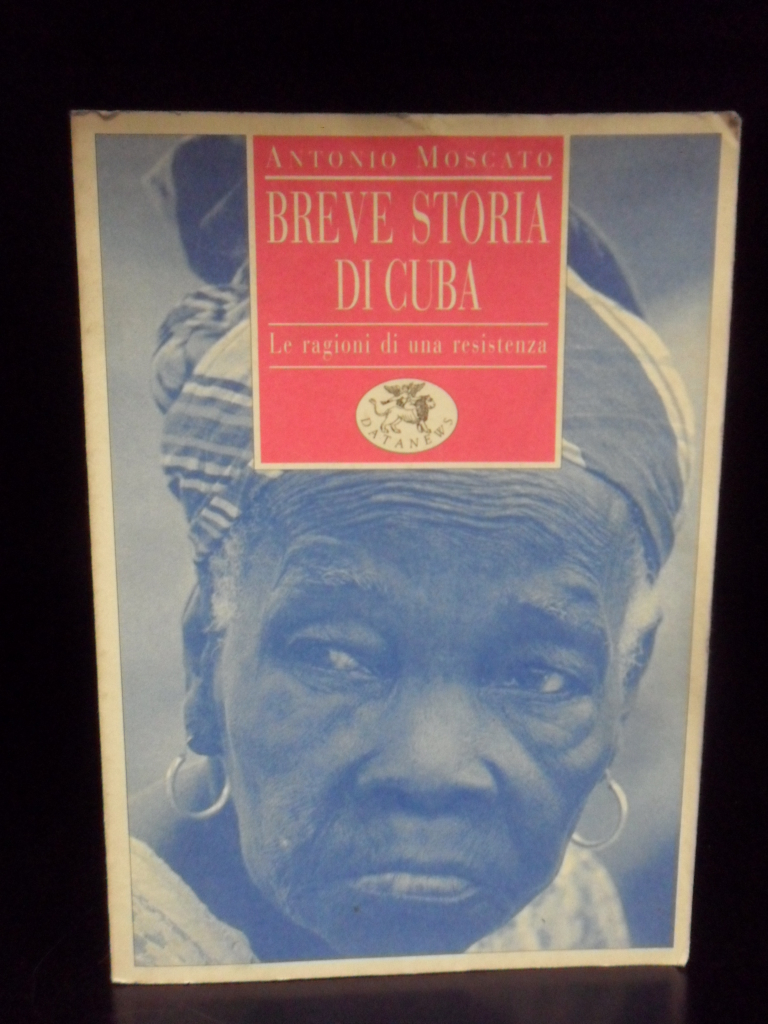 ANTONIO MOSCATO
BREVE STORIA
DI CUBA
Le ragioni di una resistenza
DATANEWS